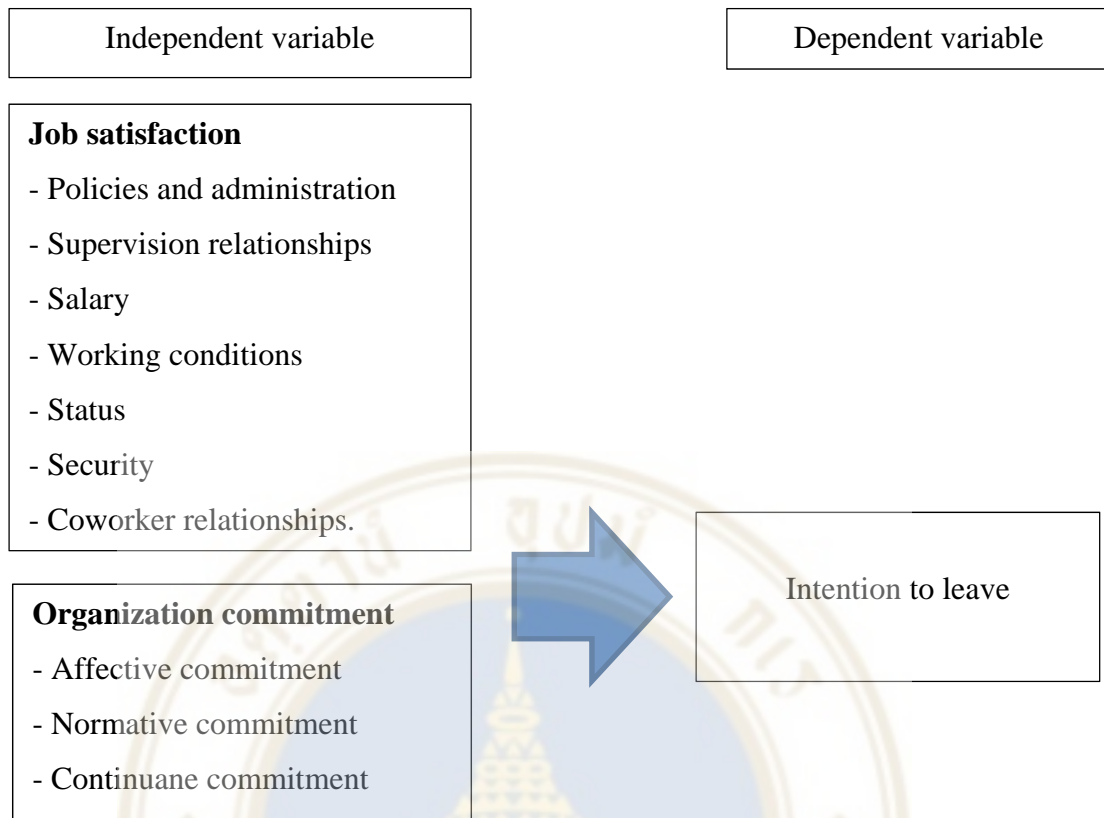 Independent variable
Dependent variable
Job satisfaction
- Policies and administration
- Supervision relationships
- Salary
- Working conditions
- Status
- Security
- Coworker relationships.
Organization commitment
- Affective commitment
- Normative commitment
- Continuane commitment
Intention to leave